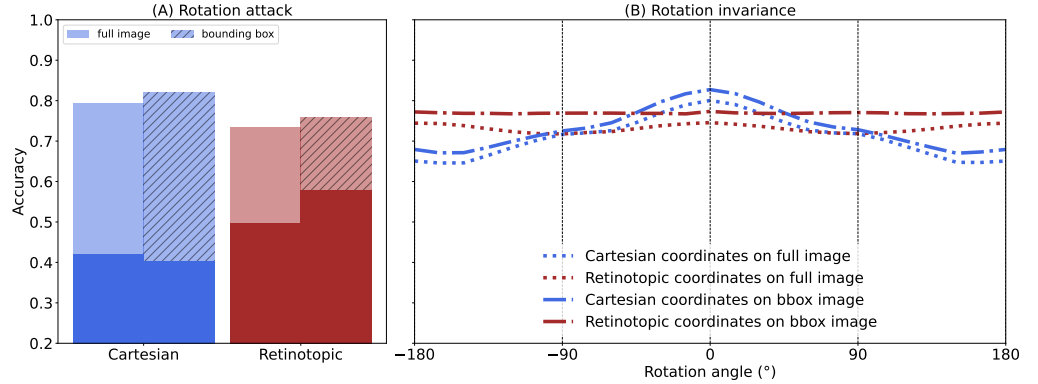 (A) Rotation attack
(B) Rotation invariance
full image
bounding box
Accuracy
1.0
0.9
0.8
0.7
0.6
0.5
0.4
0.3
0.2
Cartesian
Retinotopic
Cartesian coordinates on full image
Retinotopic coordinates on full image
Cartesian coordinates on bbox image
Retinotopic coordinates on bbox image
−180
−90
0
90
180
Rotation angle (°)